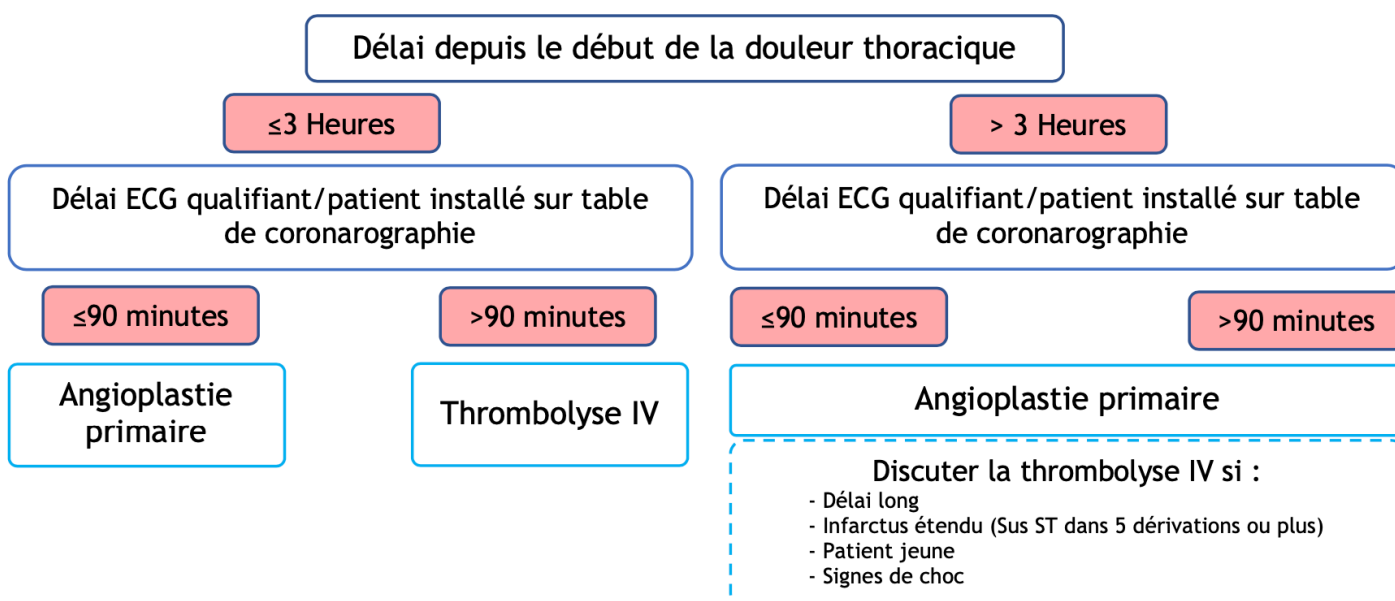 Délai depuis le début de la douleur thoracique
≤3 Heures
> 3 Heures
Délai ECG qualifiant/patient installé sur table
de coronarographie
Délai ECG qualifiant/patient installé sur table
de coronarographie
≤90 minutes
>90 minutes
≤90 minutes
>90 minutes
Angioplastie
primaire
Thrombolyse IV
Angioplastie primaire
Discuter la thrombolyse IV si :
- Délai long
- Infarctus étendu (Sus ST dans 5 dérivations ou plus)
- Patient jeune
- Signes de choc